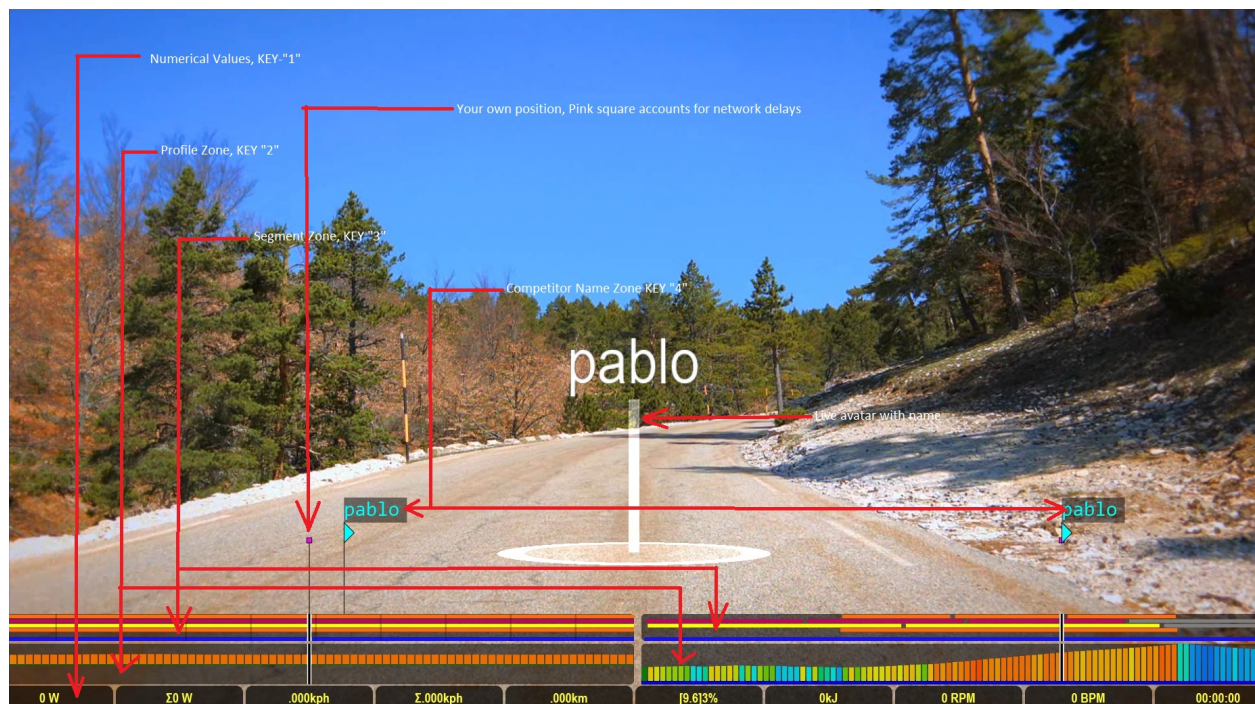 Numerical Values, KEY-"1"
Your own position, Pink square accounts for network delays
Profile Zone, KEY "2"
Segment Zone, KEY-"3"
Competitor Name Zone KEY "4"
pablo
Live avatar with name
pablo
pablo
0 W
Σ0 W
.000kph
Σ.000kph
.000km
[9.6]3%
0kJ
0 RPM
0 BPM
00:00:00